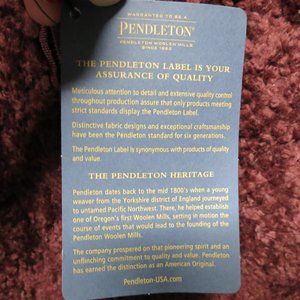 WARRANTED TO BE A
PENDLETON®
PENDLETON WOOLEN MILLS
SINCE 1863
THE PENDLETON LABEL IS YOUR
ASSURANCE OF QUALITY
Meticulous attention to detail and extensive quality control
throughout production assure that only products meeting
strict standards display the Pendleton Label.
Distinctive fabric designs and exceptional craftsmanship
have been the Pendleton standard for six generations.
The Pendleton Label is synonymous with products of quality
and value.
THE PENDLETON HERITAGE
Pendleton dates back to the mid 1800's when a young
weaver from the Yorkshire district of England journeyed
to untamed Pacific Northwest. There, he helped establish
one of Oregon's first Woolen Mills, setting in motion the
course of events that would lead to the founding of the
Pendleton Woolen Mills.
The company prospered on that pioneering spirit and an
unflinching commitment to quality and value. Pendleton
has earned the distinction as an American Original.
Pendleton-USA.com